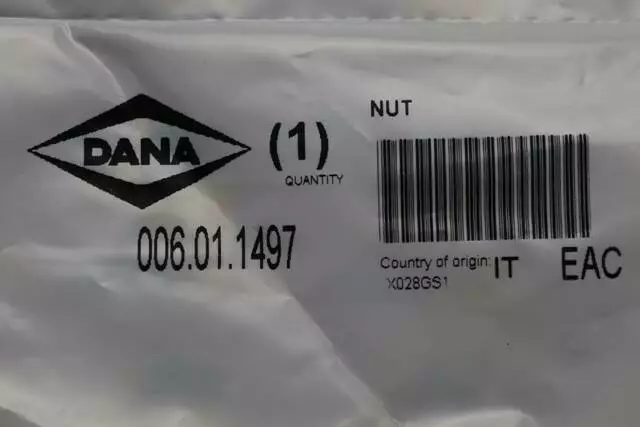 DANA
(1)
QUANTITY
006.01.1497
NUT
Country of origin: IT
EAC
X028GS1